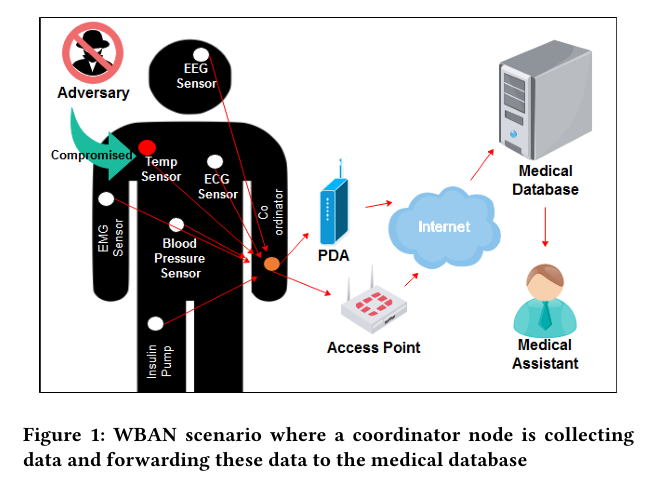 Adversary
EEG
Sensor
Compromised
Temp
Sensor
ECG
Sensor
EMG
Sensor
Blood
Pressure
Sensor
Co
ordinator
Insulin
Pump
PDA
Access Point
Internet
Medical
Database
Medical
Assistant
Figure 1: WBAN scenario where a coordinator node is collecting
data and forwarding these data to the medical database